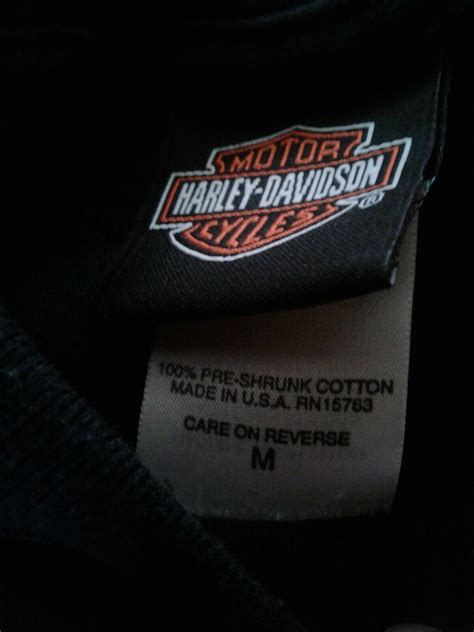 MOTOR
HARLEY-DAVIDSON
CYCLES®
100% PRE-SHRUNK COTTON
MADE IN U.S.A. RN15763
CARE ON REVERSE
M